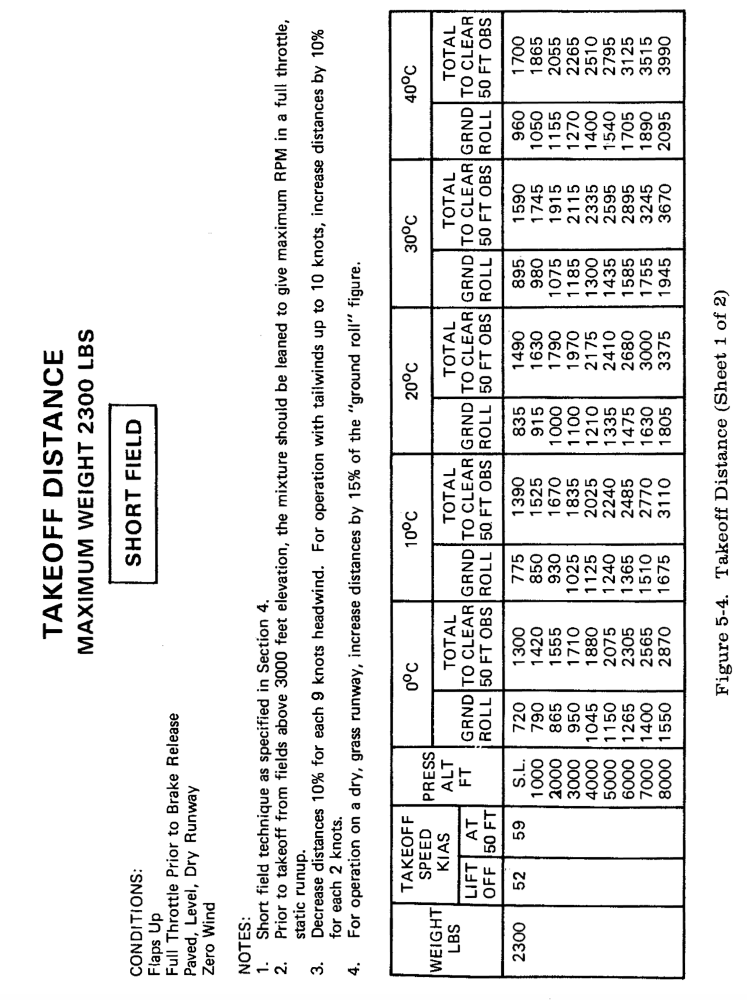 TAKEOFF DISTANCE
MAXIMUM WEIGHT 2300 LBS
SHORT FIELD
CONDITIONS:
Flaps Up
Full Throttle Prior to Brake Release
Paved, Level, Dry Runway
Zero Wind
NOTES:
1. Short field technique as specified in Section 4.
2. Prior to takeoff from fields above 3000 feet elevation, the mixture should be leaned to give maximum RPM in a full throttle,
static runup.
3. Decrease distances 10% for each 9 knots headwind. For operation with tailwinds up to 10 knots, increase distances by 10%
for each 2 knots.
4. For operation on a dry, grass runway, increase distances by 15% of the "ground roll" figure.
WEIGHT LBS | TAKEOFF SPEED KIAS | PRESS ALT FT | 0°C | 10°C | 20°C | 30°C | 40°C
LIFT OFF | AT 50 FT | GRND ROLL | TOTAL TO CLEAR 50 FT OBS | GRND ROLL | TOTAL TO CLEAR 50 FT OBS | GRND ROLL | TOTAL TO CLEAR 50 FT OBS | GRND ROLL | TOTAL TO CLEAR 50 FT OBS | GRND ROLL | TOTAL TO CLEAR 50 FT OBS
2300 52 59 S.L. 720 1300 775 1390 835 1490 895 1590 960 1700
1000 790 1420 850 1525 915 1630 980 1745 1050 1865
2000 865 1555 930 1670 1000 1790 1075 1915 1155 2055
3000 950 1710 1025 1835 1100 1970 1185 2115 1270 2265
4000 1045 1880 1125 2025 1210 2175 1300 2335 1400 2510
5000 1150 2075 1240 2240 1335 2410 1435 2595 1540 2795
6000 1265 2305 1365 2485 1475 2680 1585 2895 1705 3125
7000 1400 2565 1510 2770 1630 3000 1755 3245 1890 3515
8000 1550 2870 1675 3110 1805 3375 1945 3670 2095 3990
Figure 5-4. Takeoff Distance (Sheet 1 of 2)